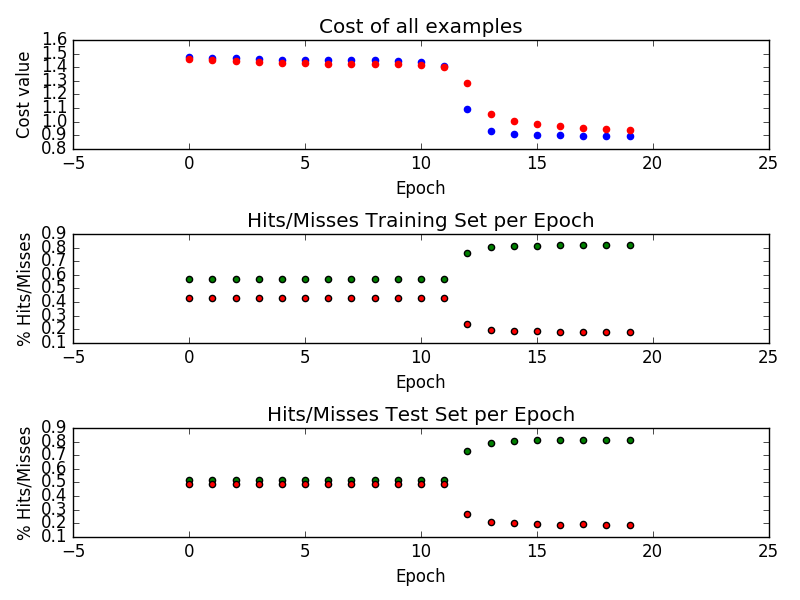 Cost of all examples
1.6
1.5
1.4
1.3
1.2
1.1
1.0
0.9
0.8
Cost value
−5 0 5 10 15 20 25
Epoch
Hits/Misses Training Set per Epoch
0.9
0.8
0.7
0.6
0.5
0.4
0.3
0.2
0.1
% Hits/Misses
−5 0 5 10 15 20 25
Epoch
Hits/Misses Test Set per Epoch
0.9
0.8
0.7
0.6
0.5
0.4
0.3
0.2
0.1
% Hits/Misses
−5 0 5 10 15 20 25
Epoch